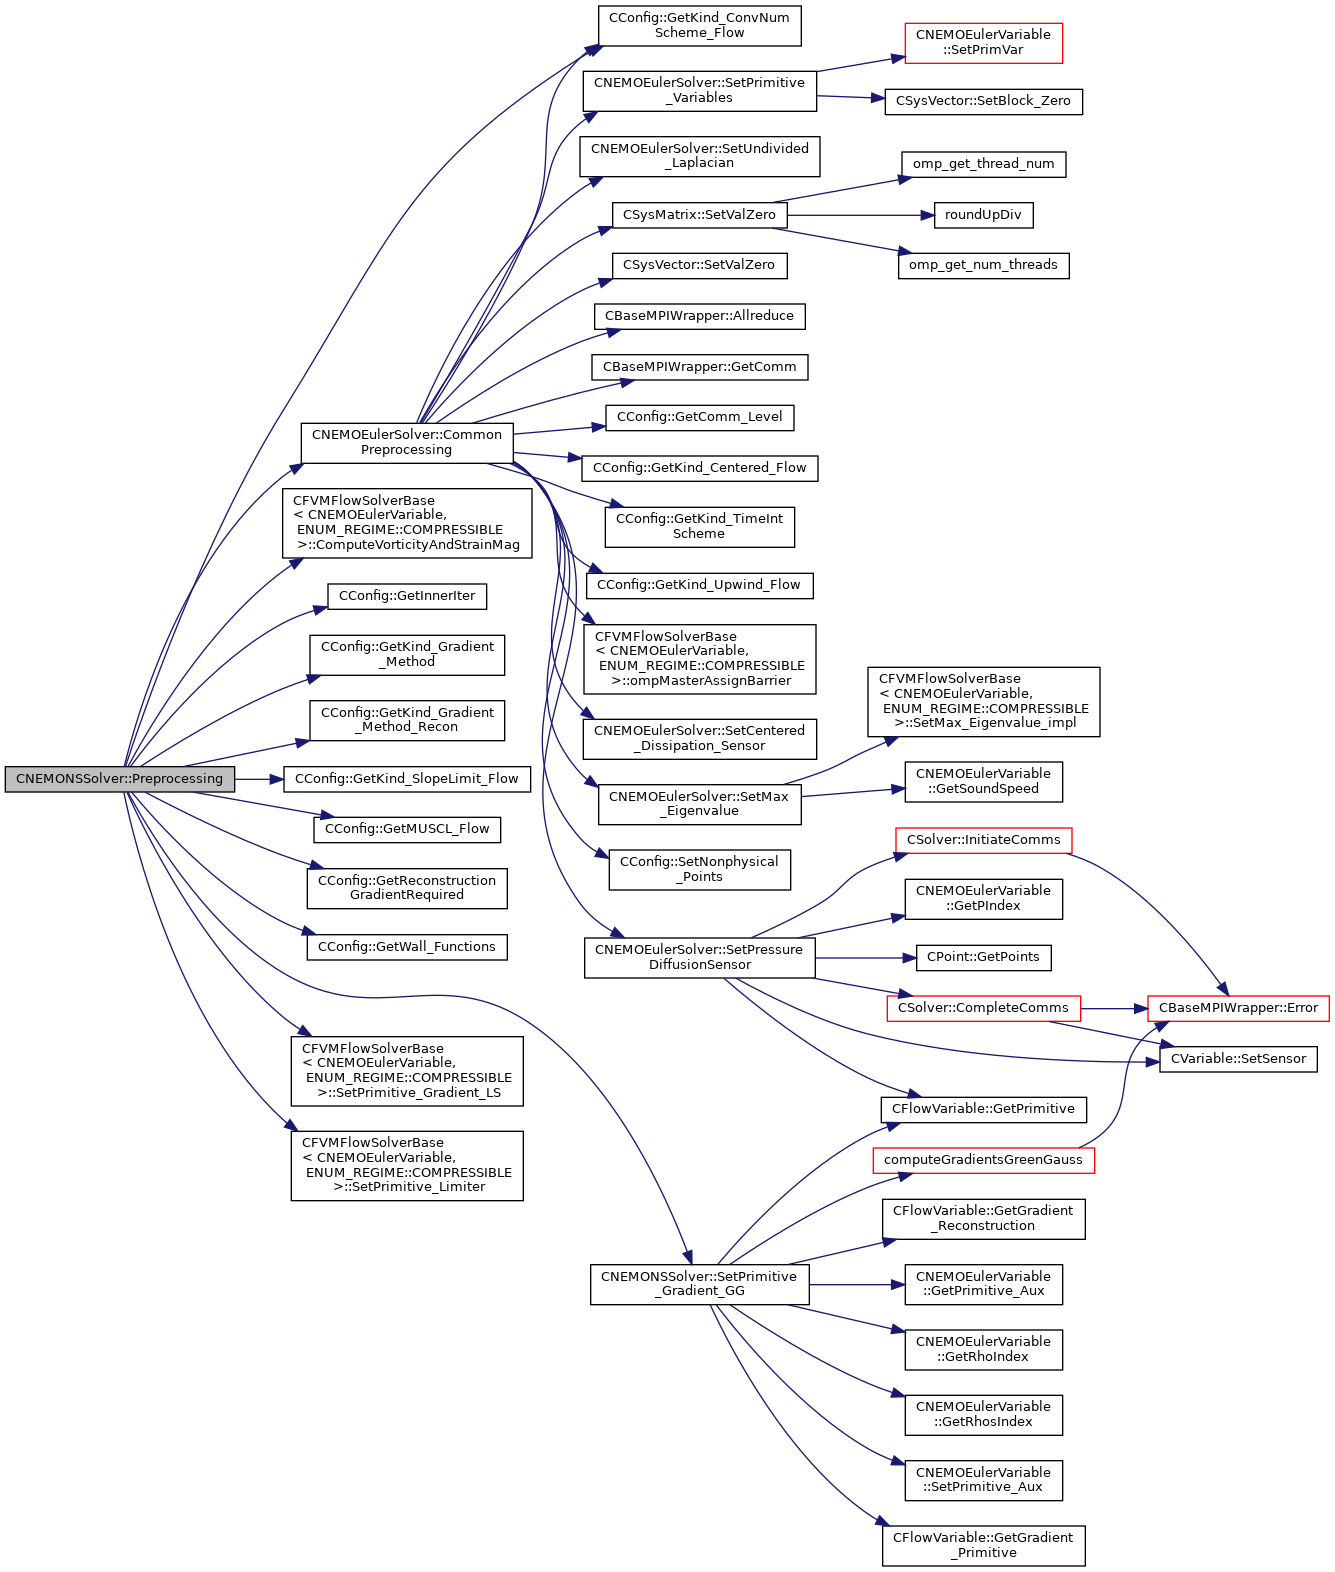 CNEMONSSolver::Preprocessing
CConfig::GetKind_ConvNum
Scheme_Flow
CNEMOEulerSolver::Common
Preprocessing
CFVMFlowSolverBase
< CNEMOEulerVariable,
ENUM_REGIME::COMPRESSIBLE
>::ComputeVorticityAndStrainMag
CConfig::GetInnerIter
CConfig::GetKind_Gradient
_Method
CConfig::GetKind_Gradient
_Method_Recon
CConfig::GetKind_SlopeLimit_Flow
CConfig::GetMUSCL_Flow
CConfig::GetReconstruction
GradientRequired
CConfig::GetWall_Functions
CFVMFlowSolverBase
< CNEMOEulerVariable,
ENUM_REGIME::COMPRESSIBLE
>::SetPrimitive_Gradient_LS
CFVMFlowSolverBase
< CNEMOEulerVariable,
ENUM_REGIME::COMPRESSIBLE
>::SetPrimitive_Limiter
CNEMOEulerSolver::SetPrimitive
_Variables
CNEMOEulerSolver::SetUndivided
_Laplacian
CSysMatrix::SetValZero
CSysVector::SetValZero
CBaseMPIWrapper::Allreduce
CBaseMPIWrapper::GetComm
CConfig::GetComm_Level
CConfig::GetKind_Centered_Flow
CConfig::GetKind_TimeInt
Scheme
CConfig::GetKind_Upwind_Flow
CFVMFlowSolverBase
< CNEMOEulerVariable,
ENUM_REGIME::COMPRESSIBLE
>::ompMasterAssignBarrier
CNEMOEulerSolver::SetCentered
_Dissipation_Sensor
CNEMOEulerSolver::SetMax
_Eigenvalue
CConfig::SetNonphysical
_Points
CNEMOEulerSolver::SetPressure
DiffusionSensor
CNEMONSSolver::SetPrimitive
_Gradient_GG
CNEMOEulerVariable
::SetPrimVar
CSysVector::SetBlock_Zero
omp_get_thread_num
roundUpDiv
omp_get_num_threads
CFVMFlowSolverBase
< CNEMOEulerVariable,
ENUM_REGIME::COMPRESSIBLE
>::SetMax_Eigenvalue_impl
CNEMOEulerVariable
::GetSoundSpeed
CSolver::InitiateComms
CNEMOEulerVariable
::GetPIndex
CPoint::GetPoints
CSolver::CompleteComms
CBaseMPIWrapper::Error
CVariable::SetSensor
CFlowVariable::GetPrimitive
computeGradientsGreenGauss
CFlowVariable::GetGradient
_Reconstruction
CNEMOEulerVariable
::GetPrimitive_Aux
CNEMOEulerVariable
::GetRhoIndex
CNEMOEulerVariable
::GetRhosIndex
CNEMOEulerVariable
::SetPrimitive_Aux
CFlowVariable::GetGradient
_Primitive